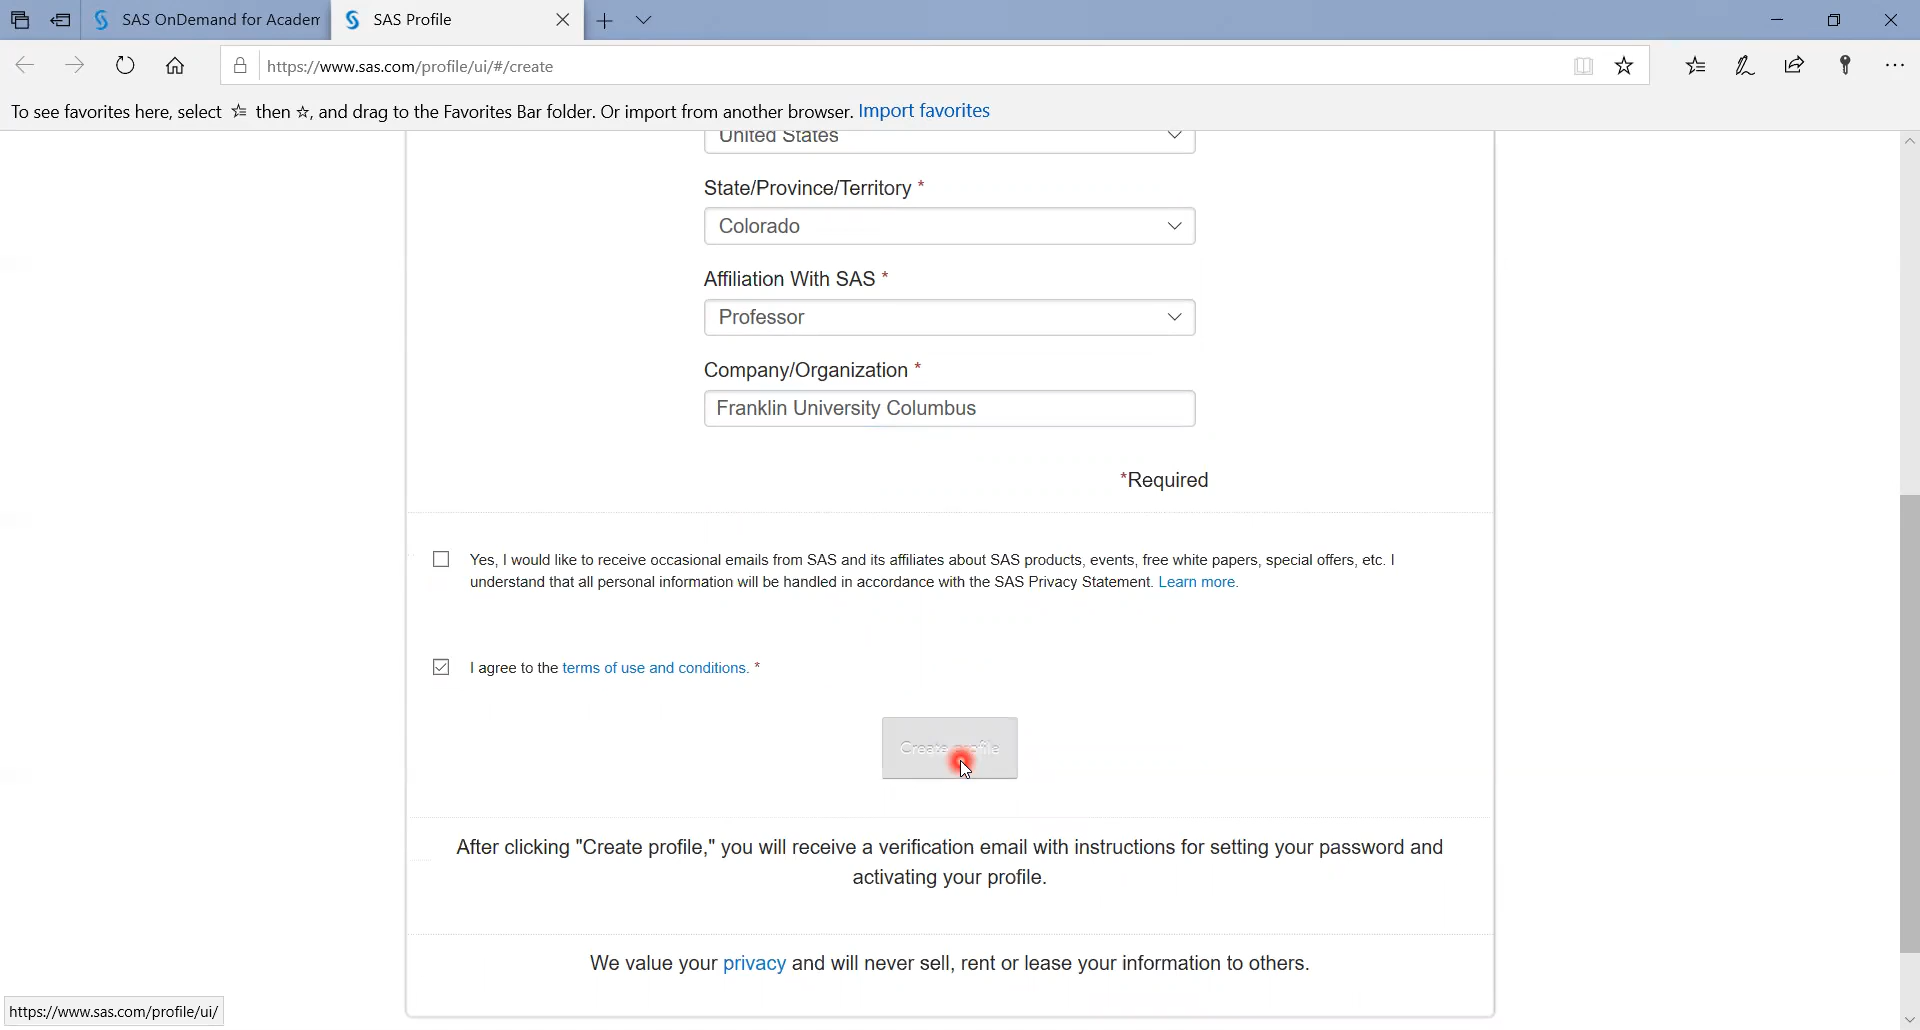 SAS OnDemand for Academ
SAS Profile
https://www.sas.com/profile/ui/#/create
To see favorites here, select then , and drag to the Favorites Bar folder. Or import from another browser. Import favorites
United States
State/Province/Territory *
Colorado
Affiliation With SAS *
Professor
Company/Organization *
Franklin University Columbus
*Required
Yes, I would like to receive occasional emails from SAS and its affiliates about SAS products, events, free white papers, special offers, etc. I
understand that all personal information will be handled in accordance with the SAS Privacy Statement. Learn more.
I agree to the terms of use and conditions. *
Create profile
After clicking "Create profile," you will receive a verification email with instructions for setting your password and
activating your profile.
We value your privacy and will never sell, rent or lease your information to others.
https://www.sas.com/profile/ui/